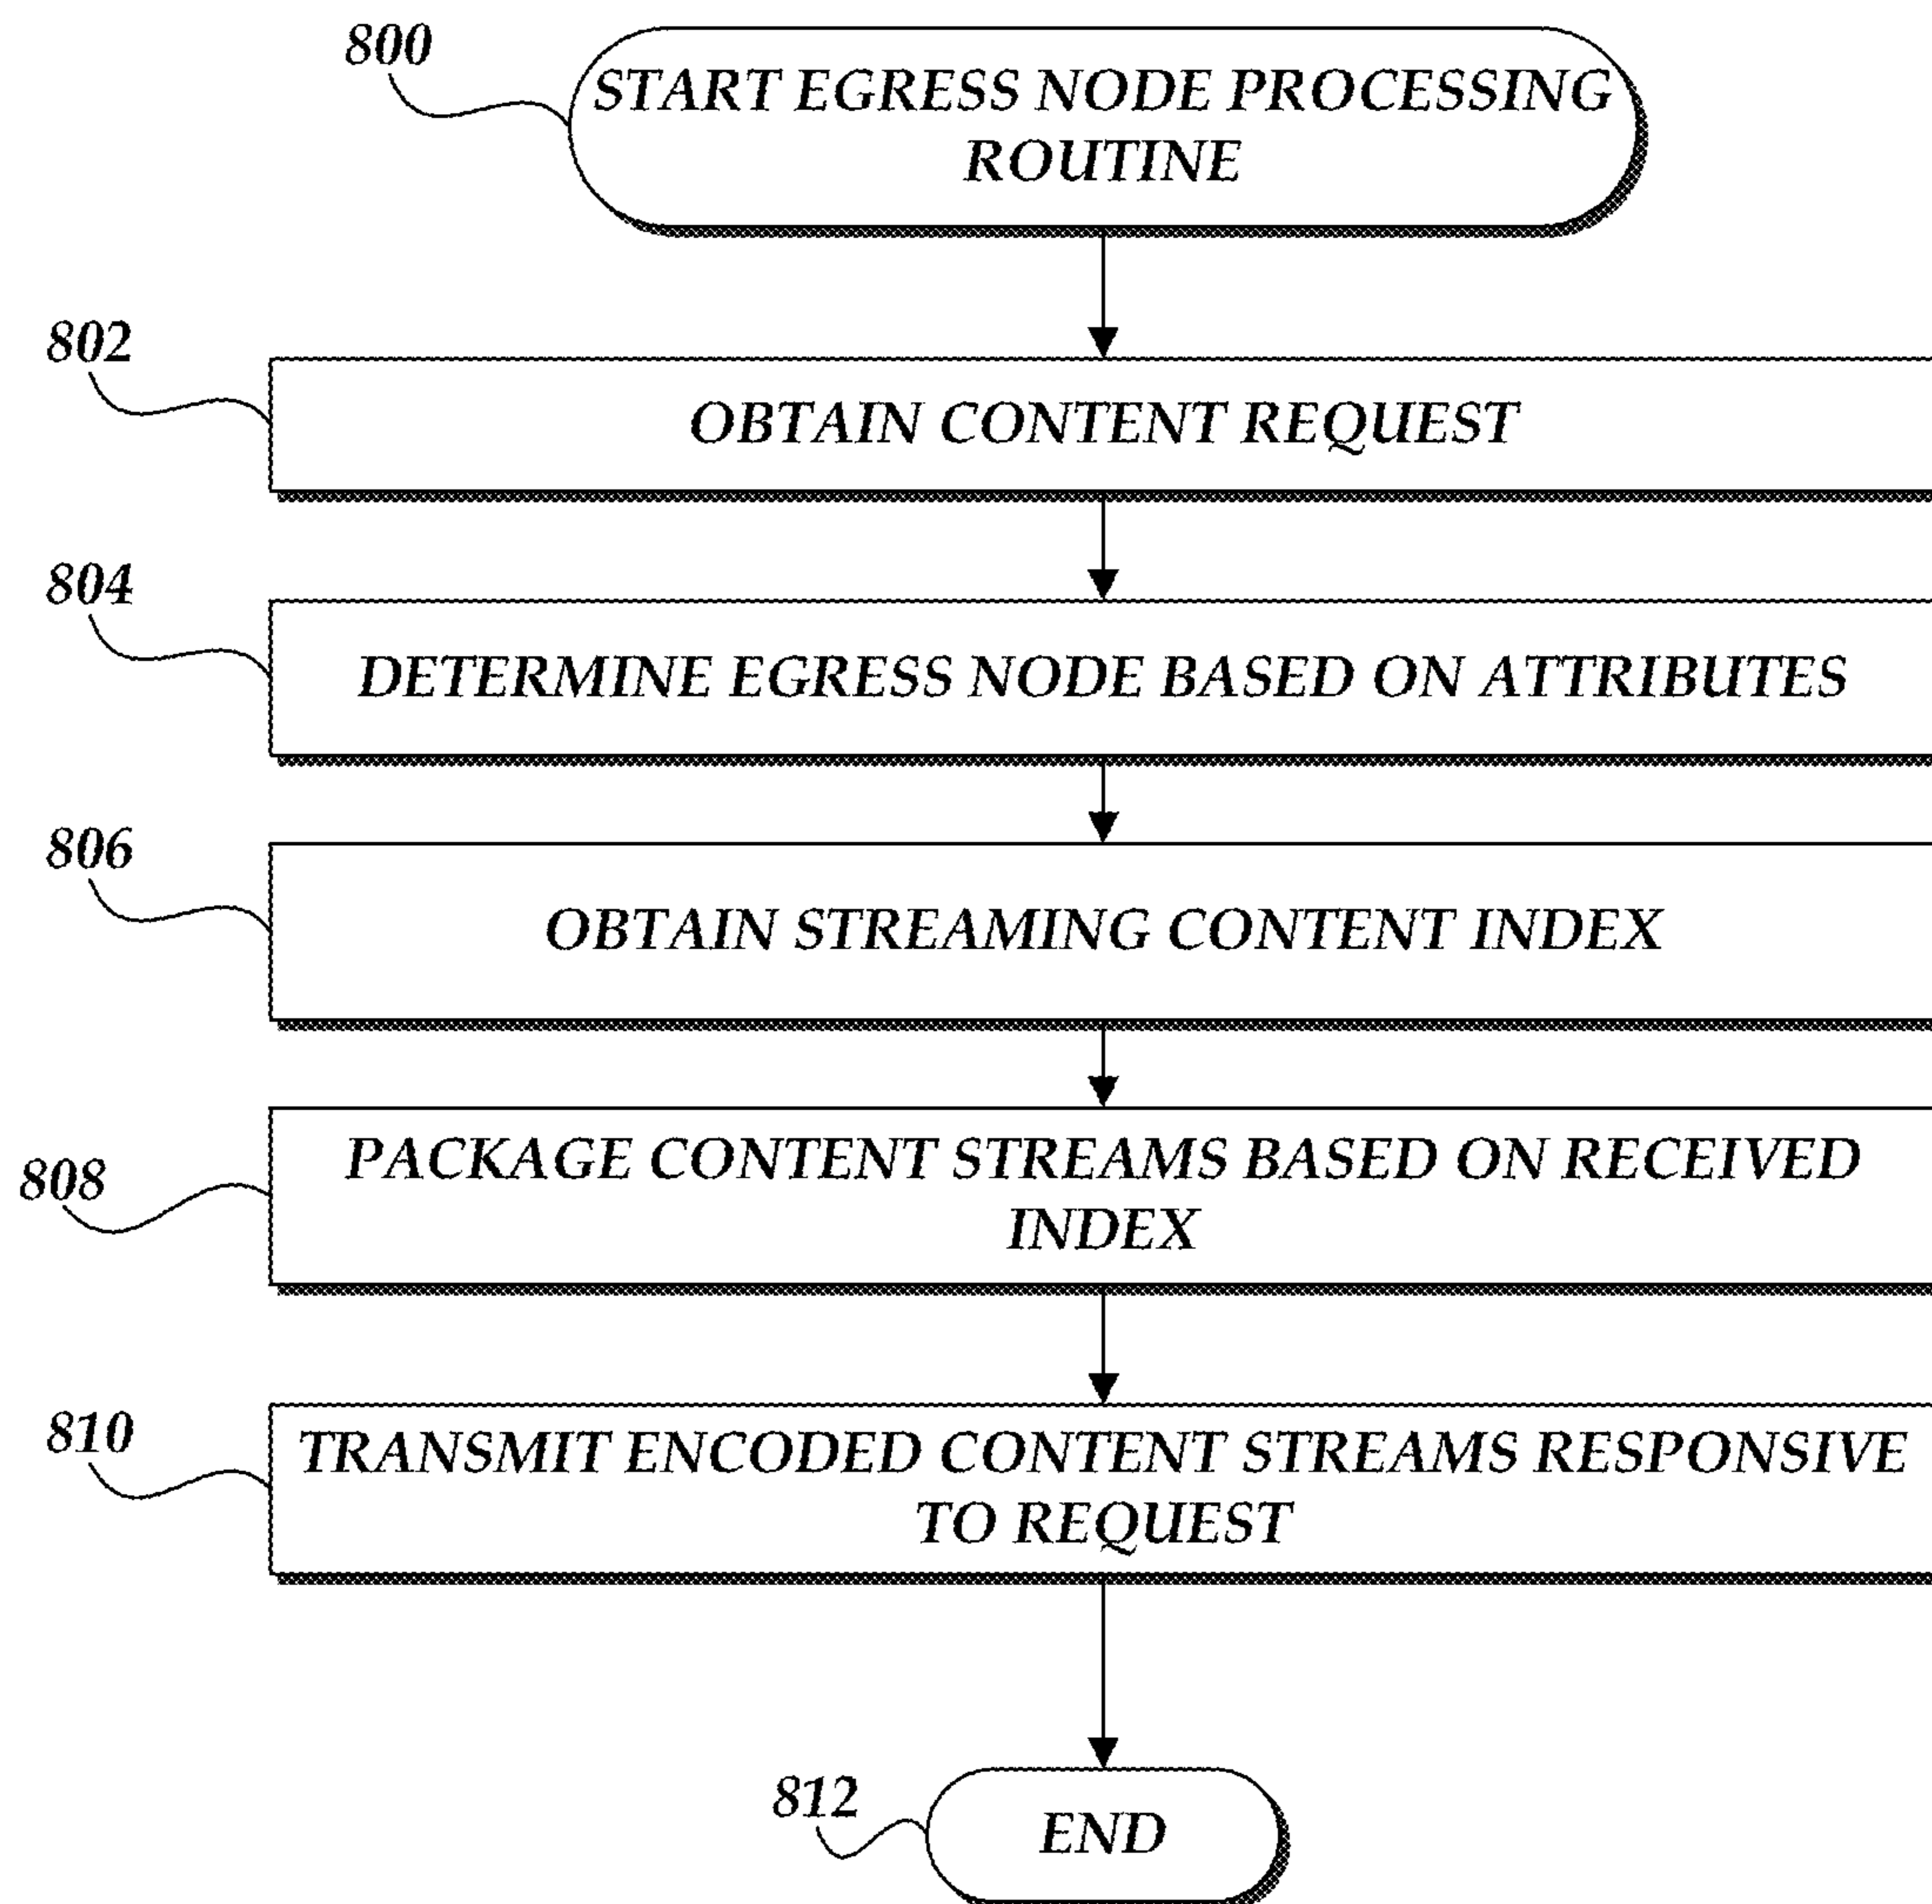 800
START EGRESS NODE PROCESSING
ROUTINE
802
OBTAIN CONTENT REQUEST
804
DETERMINE EGRESS NODE BASED ON ATTRIBUTES
806
OBTAIN STREAMING CONTENT INDEX
808
PACKAGE CONTENT STREAMS BASED ON RECEIVED
INDEX
810
TRANSMIT ENCODED CONTENT STREAMS RESPONSIVE
TO REQUEST
812
END